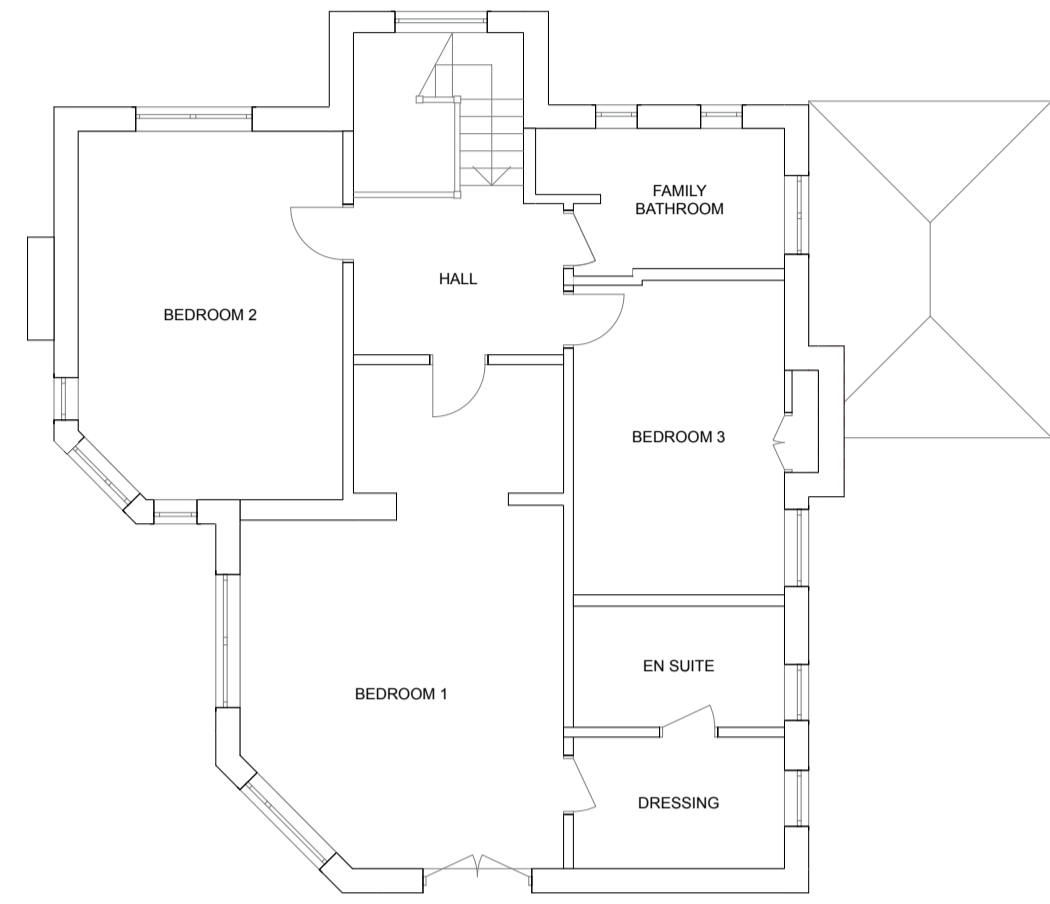 FAMILY
BATHROOM
HALL
BEDROOM 2
BEDROOM 3
EN SUITE
BEDROOM 1
DRESSING